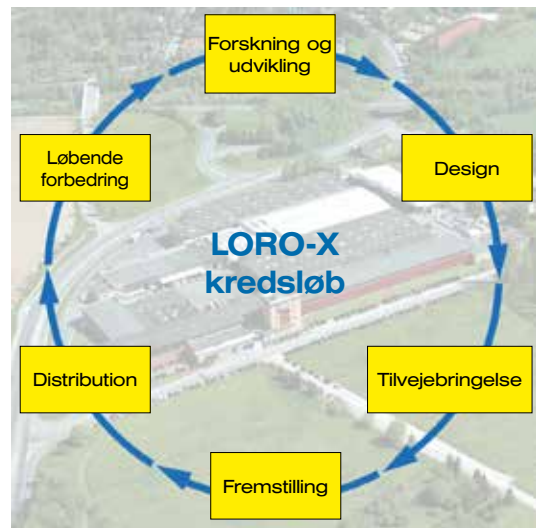 Forskning og
udvikling
Løbende
forbedring
Design
LORO-X
kredsløb
Distribution
Tilvejebringelse
Fremstilling